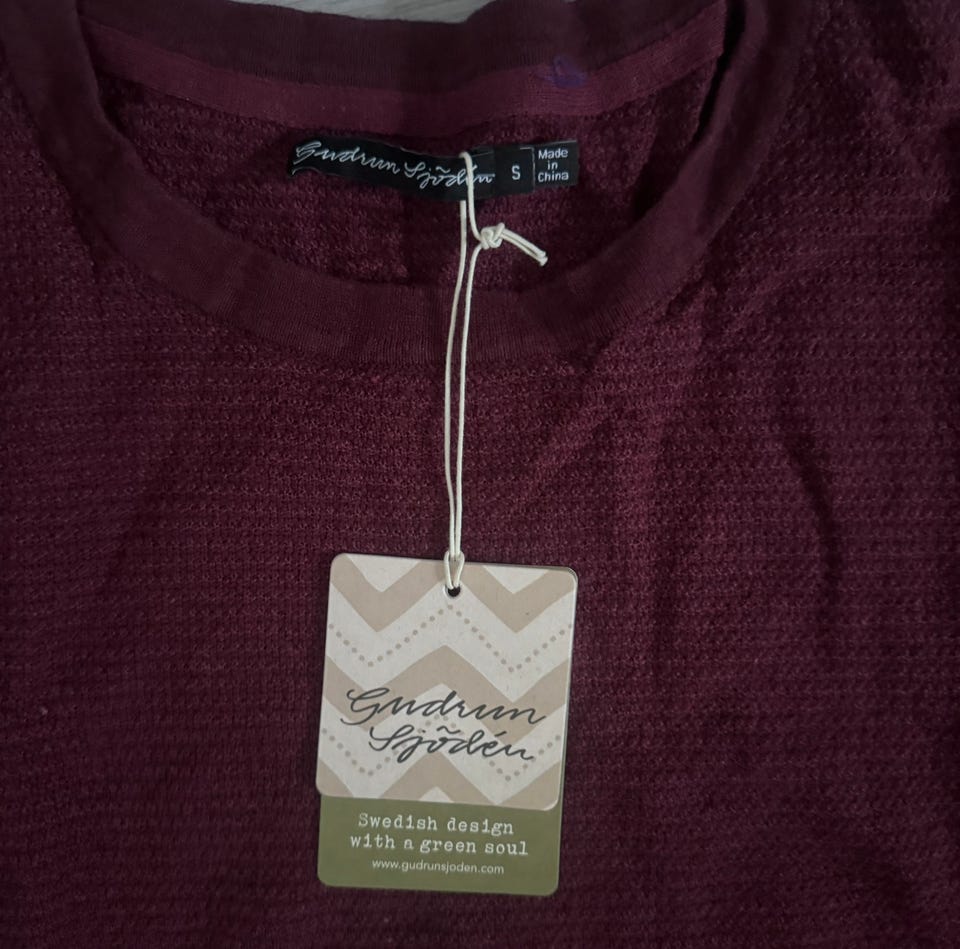 Gudrun Sjödén
S
Made
in
China
Gudrun
Sjödén
Swedish design
with a green soul
www.gudrunsjoden.com